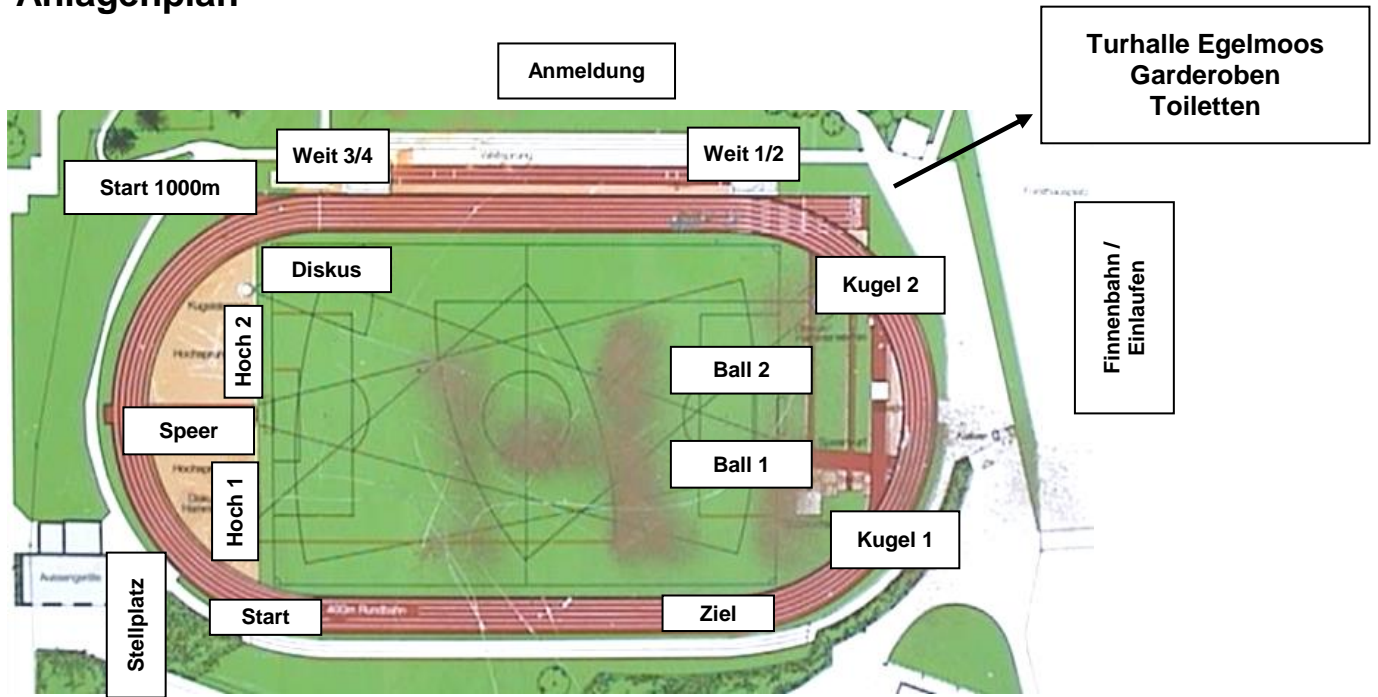 Anlagenplan
Turhalle Egelmoos
Garderoben
Toiletten
Anmeldung
Weit 3/4
Weit 1/2
Start 1000m
Diskus
Kugel 2
Finnenbahn /
Einlaufen
Hoch 2
Ball 2
Speer
Ball 1
Hoch 1
Kugel 1
Aussengeräte
Stellplatz
Start
400m Rundbahn
Ziel